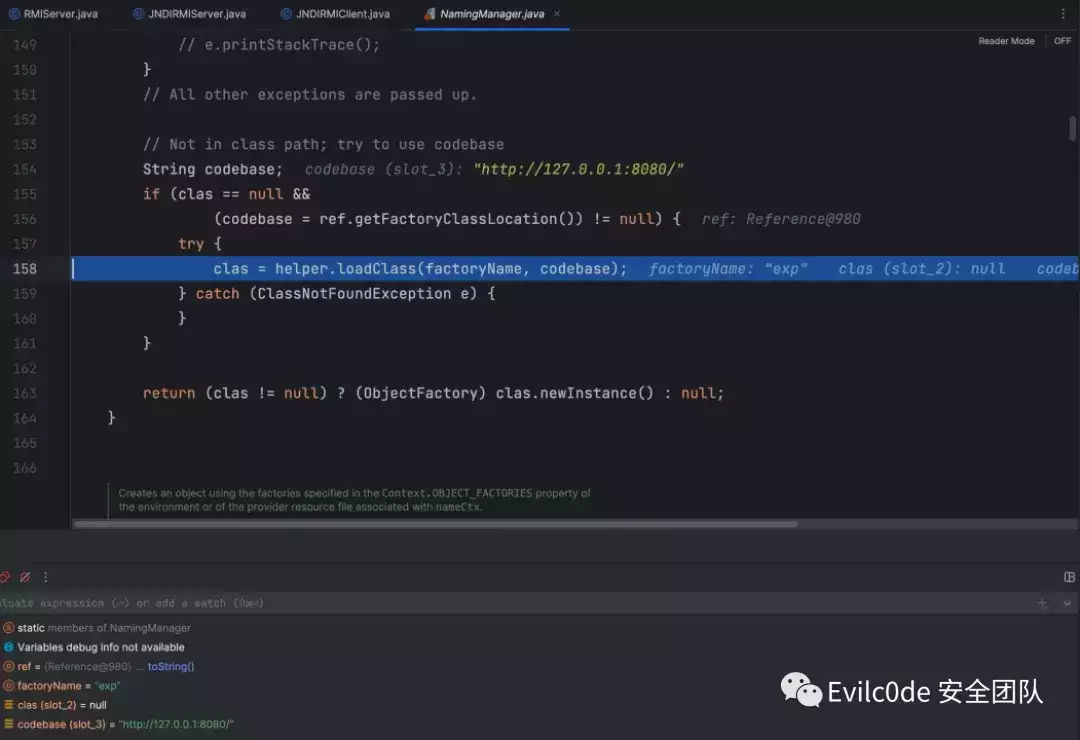 RMIServer.java JNDIRMIServer.java JNDIRMIClient.java NamingManager.java
Reader Mode OFF
149 // e.printStackTrace();
150 }
151 // All other exceptions are passed up.
152
153 // Not in class path; try to use codebase
154 String codebase; codebase (slot_3): "http://127.0.0.1:8080/"
155 if (clas == null &&
156 (codebase = ref.getFactoryClassLocation()) != null) { ref: Reference@980
157 try {
158 clas = helper.loadClass(factoryName, codebase); factoryName: "exp" clas (slot_2): null codeb
159 } catch (ClassNotFoundException e) {
160 }
161 }
162
163 return (clas != null) ? (ObjectFactory) clas.newInstance() : null;
164 }
165
166
Creates an object using the factories specified in the Context.OBJECT_FACTORIES property of
the environment or of the provider resource file associated with nameCtx.
luate expression (⏎) or add a watch (⇧⌘⏎)
static members of NamingManager
Variables debug info not available
ref = {Reference@980} ... toString()
factoryName = "exp"
clas (slot_2) = null
codebase (slot_3) = "http://127.0.0.1:8080/"
Evilc0de 安全团队